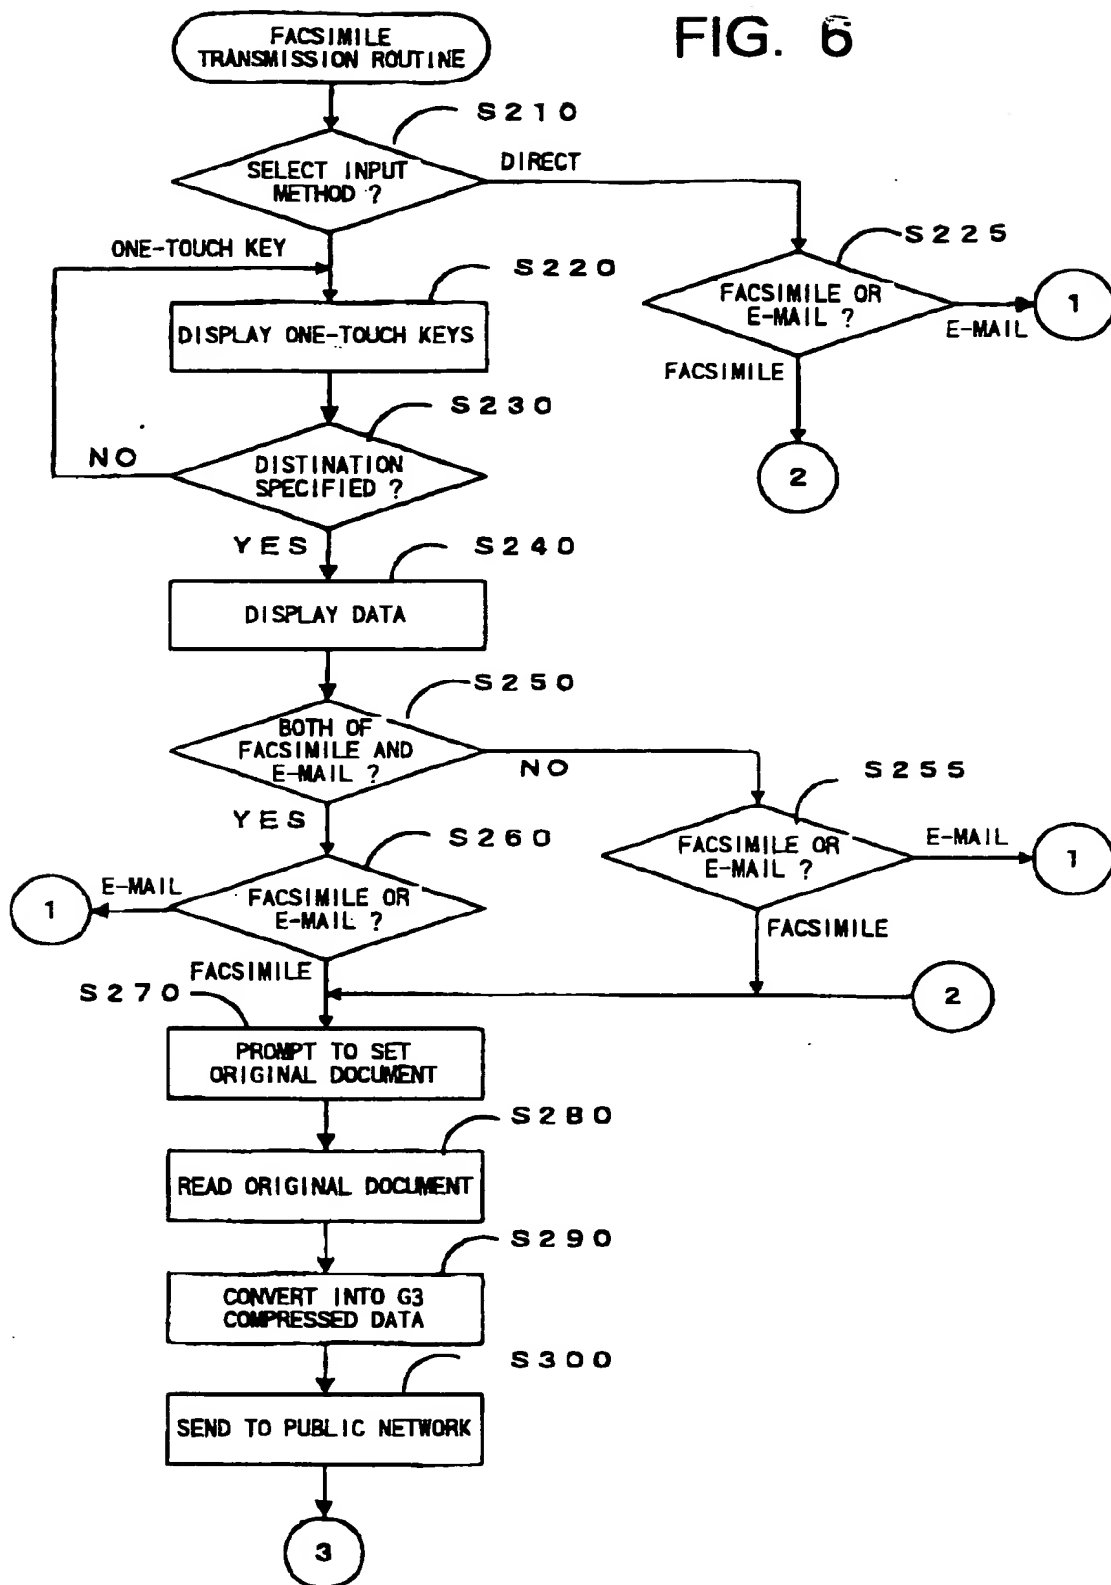 FIG. 6
FACSIMILE
TRANSMISSION ROUTINE
S210
SELECT INPUT
METHOD ?
DIRECT
ONE-TOUCH KEY
S220
DISPLAY ONE-TOUCH KEYS
S225
FACSIMILE OR
E-MAIL ?
E-MAIL
1
FACSIMILE
2
S230
DISTINATION
SPECIFIED ?
NO
YES
S240
DISPLAY DATA
S250
BOTH OF
FACSIMILE AND
E-MAIL ?
NO
YES
S255
FACSIMILE OR
E-MAIL ?
E-MAIL
1
FACSIMILE
S260
FACSIMILE OR
E-MAIL ?
E-MAIL
1
FACSIMILE
2
S270
PROMPT TO SET
ORIGINAL DOCUMENT
S280
READ ORIGINAL DOCUMENT
S290
CONVERT INTO G3
COMPRESSED DATA
S300
SEND TO PUBLIC NETWORK
3